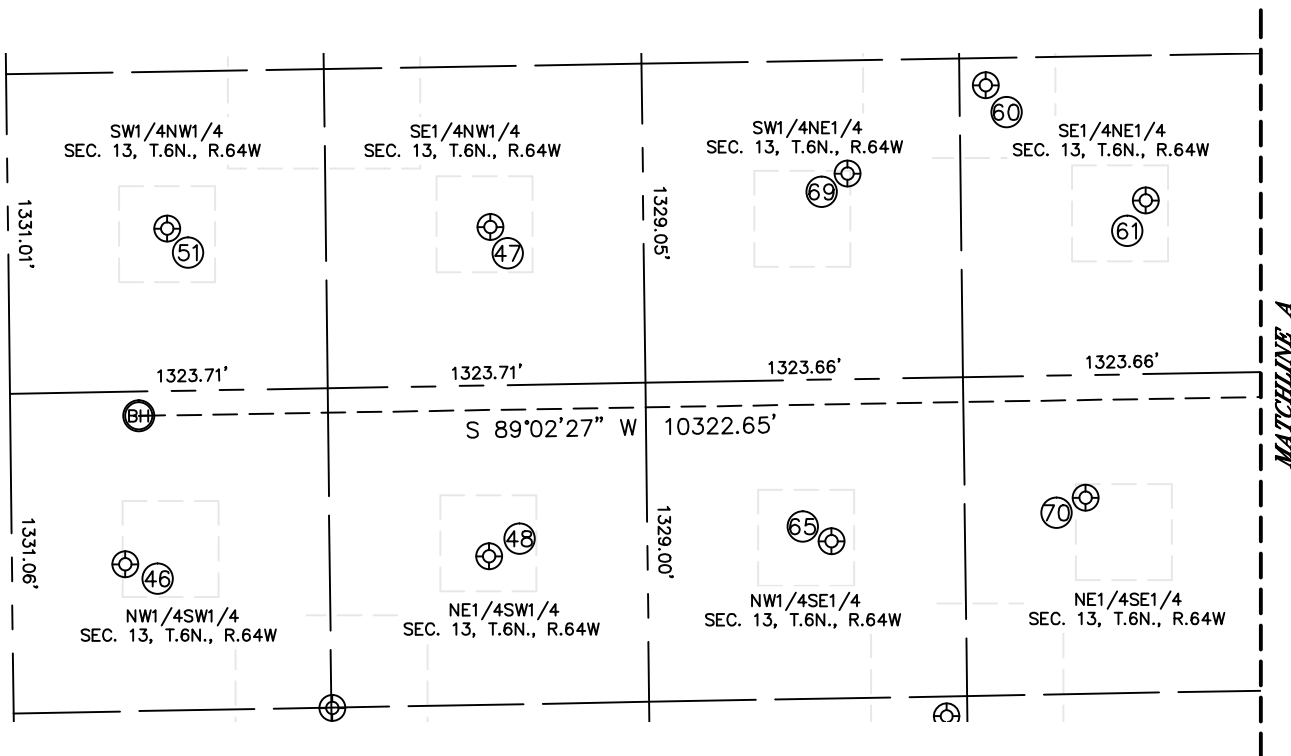 60
SW1/4NW1/4
SEC. 13, T.6N., R.64W
SE1/4NW1/4
SEC. 13, T.6N., R.64W
SW1/4NE1/4
SEC. 13, T.6N., R.64W
SE1/4NE1/4
SEC. 13, T.6N., R.64W
1331.01'
51
47
1329.05'
69
61
MATCHLINE A
1323.71'
1323.71'
1323.66'
1323.66'
BH
S 89°02'27" W 10322.65'
1331.06'
46
48
1329.00'
65
70
NW1/4SW1/4
SEC. 13, T.6N., R.64W
NE1/4SW1/4
SEC. 13, T.6N., R.64W
NW1/4SE1/4
SEC. 13, T.6N., R.64W
NE1/4SE1/4
SEC. 13, T.6N., R.64W